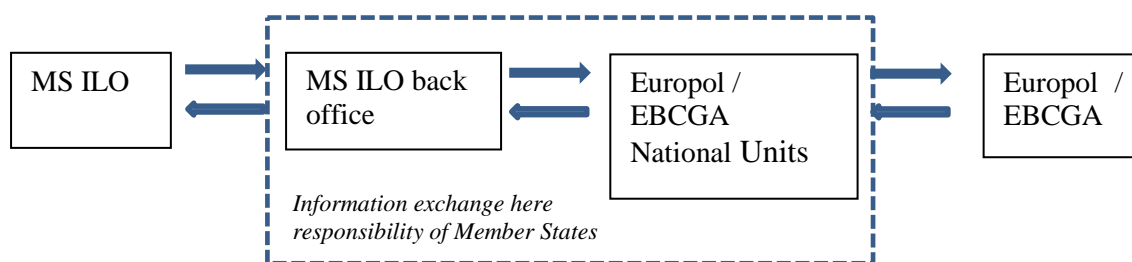 MS ILO
MS ILO back
office
Europol /
EBCGA
National Units
Europol /
EBCGA
Information exchange here
responsibility of Member States